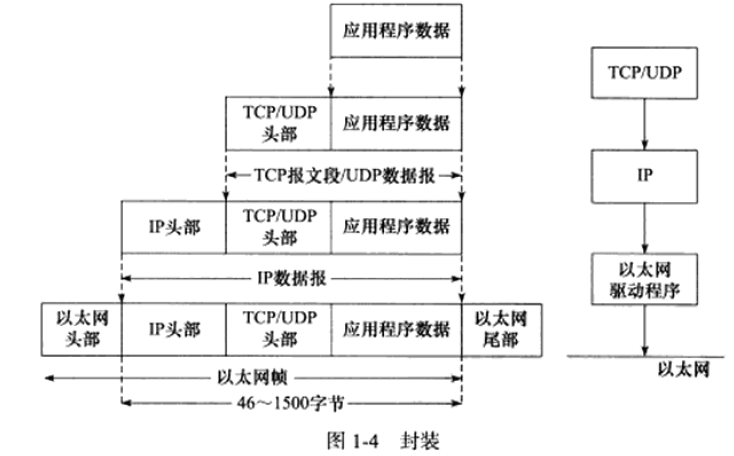 应用程序数据
TCP/UDP
头部
应用程序数据
TCP报文段/UDP数据报
IP头部
TCP/UDP
头部
应用程序数据
IP数据报
以太网
头部
IP头部
TCP/UDP
头部
应用程序数据
以太网
尾部
以太网帧
46～1500字节
TCP/UDP
IP
以太网
驱动程序
以太网
图 1-4 封装